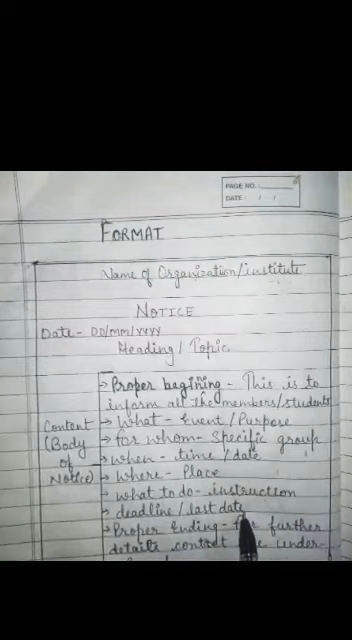 PAGE NO.:
DATE: / /
FORMAT
Name of Organization/institute
NOTICE
Date - DD/MM/YYYY
Heading / Topic
→ Proper begining - This is to
inform all the members/students
Content → What - Event / Purpose
(Body → for whom - Specific group
of → when - time / date
Notice) → Where - Place
→ what to do - instruction
→ deadline / last date
→ Proper Ending - for further
details contact under-